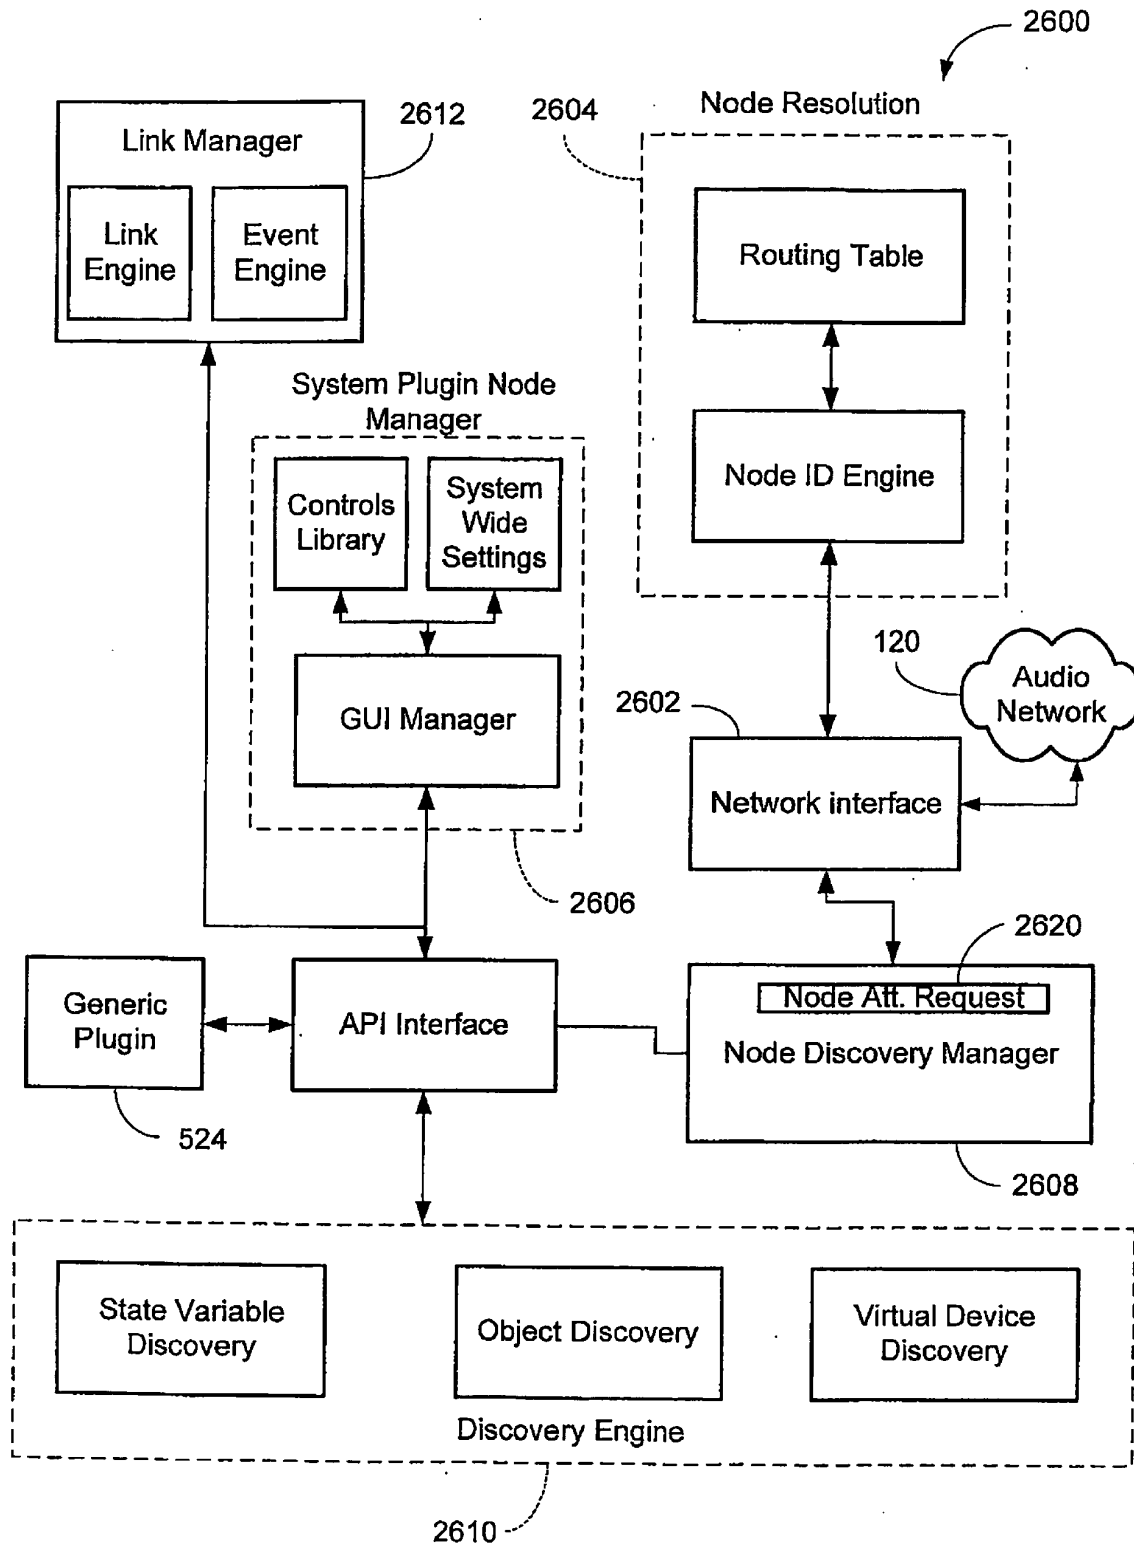 2600
Node Resolution
2604
2612
Link Manager
Link
Engine
Event
Engine
Routing Table
System Plugin Node
Manager
Node ID Engine
Controls
Library
System
Wide
Settings
120
Audio
Network
2602
GUI Manager
Network interface
2606
2620
Node Att. Request
Generic
Plugin
API Interface
Node Discovery Manager
524
2608
State Variable
Discovery
Object Discovery
Virtual Device
Discovery
Discovery Engine
2610